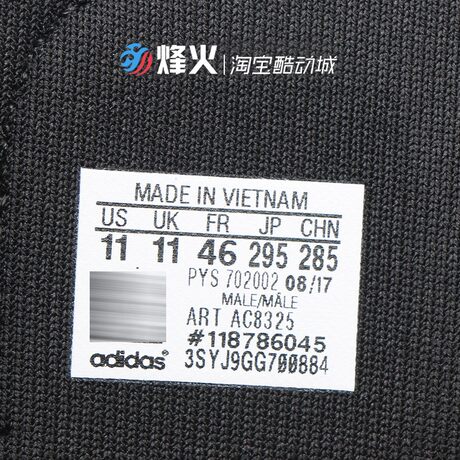 烽火|淘宝酷动城
MADE IN VIETNAM
US UK FR JP CHN
11 11 46 295 285
PYS 702002 08/17
MALE/MÂLE
ART AC8325
#118786045
adidas® 3SYJ9GG700884